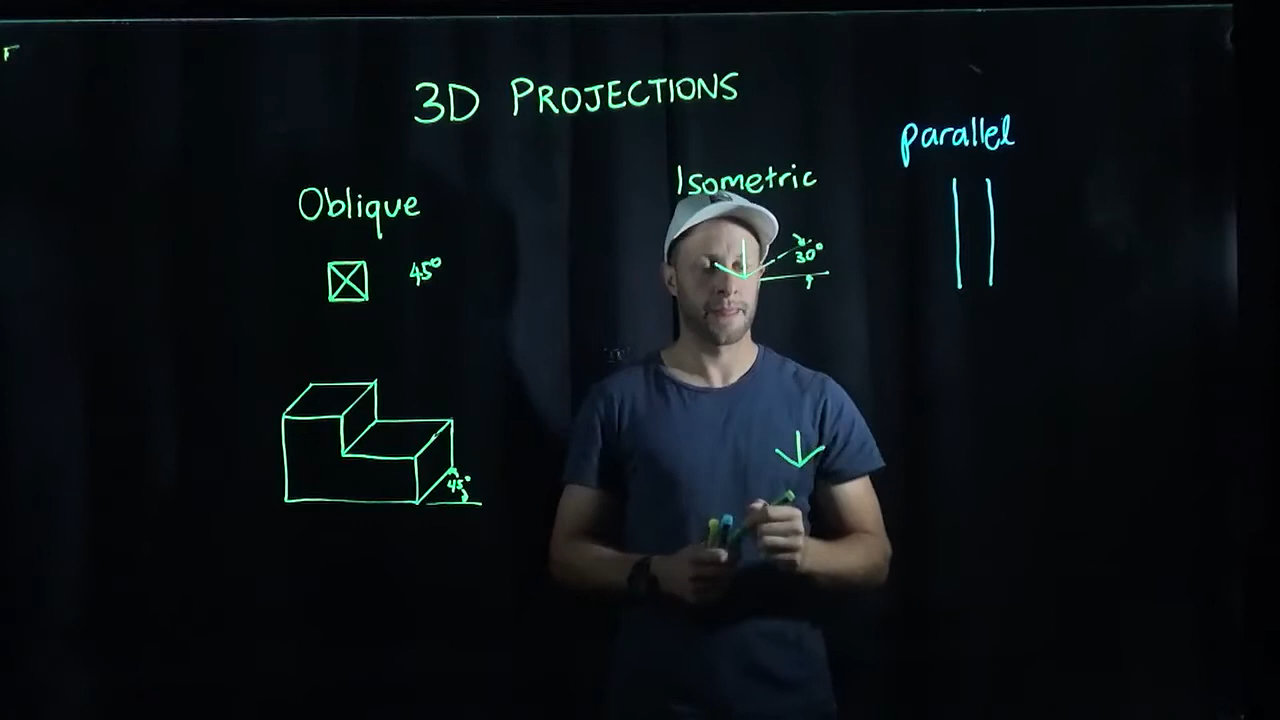 3D PROJECTIONS
parallel
Isometric
Oblique
30°
45°
45°